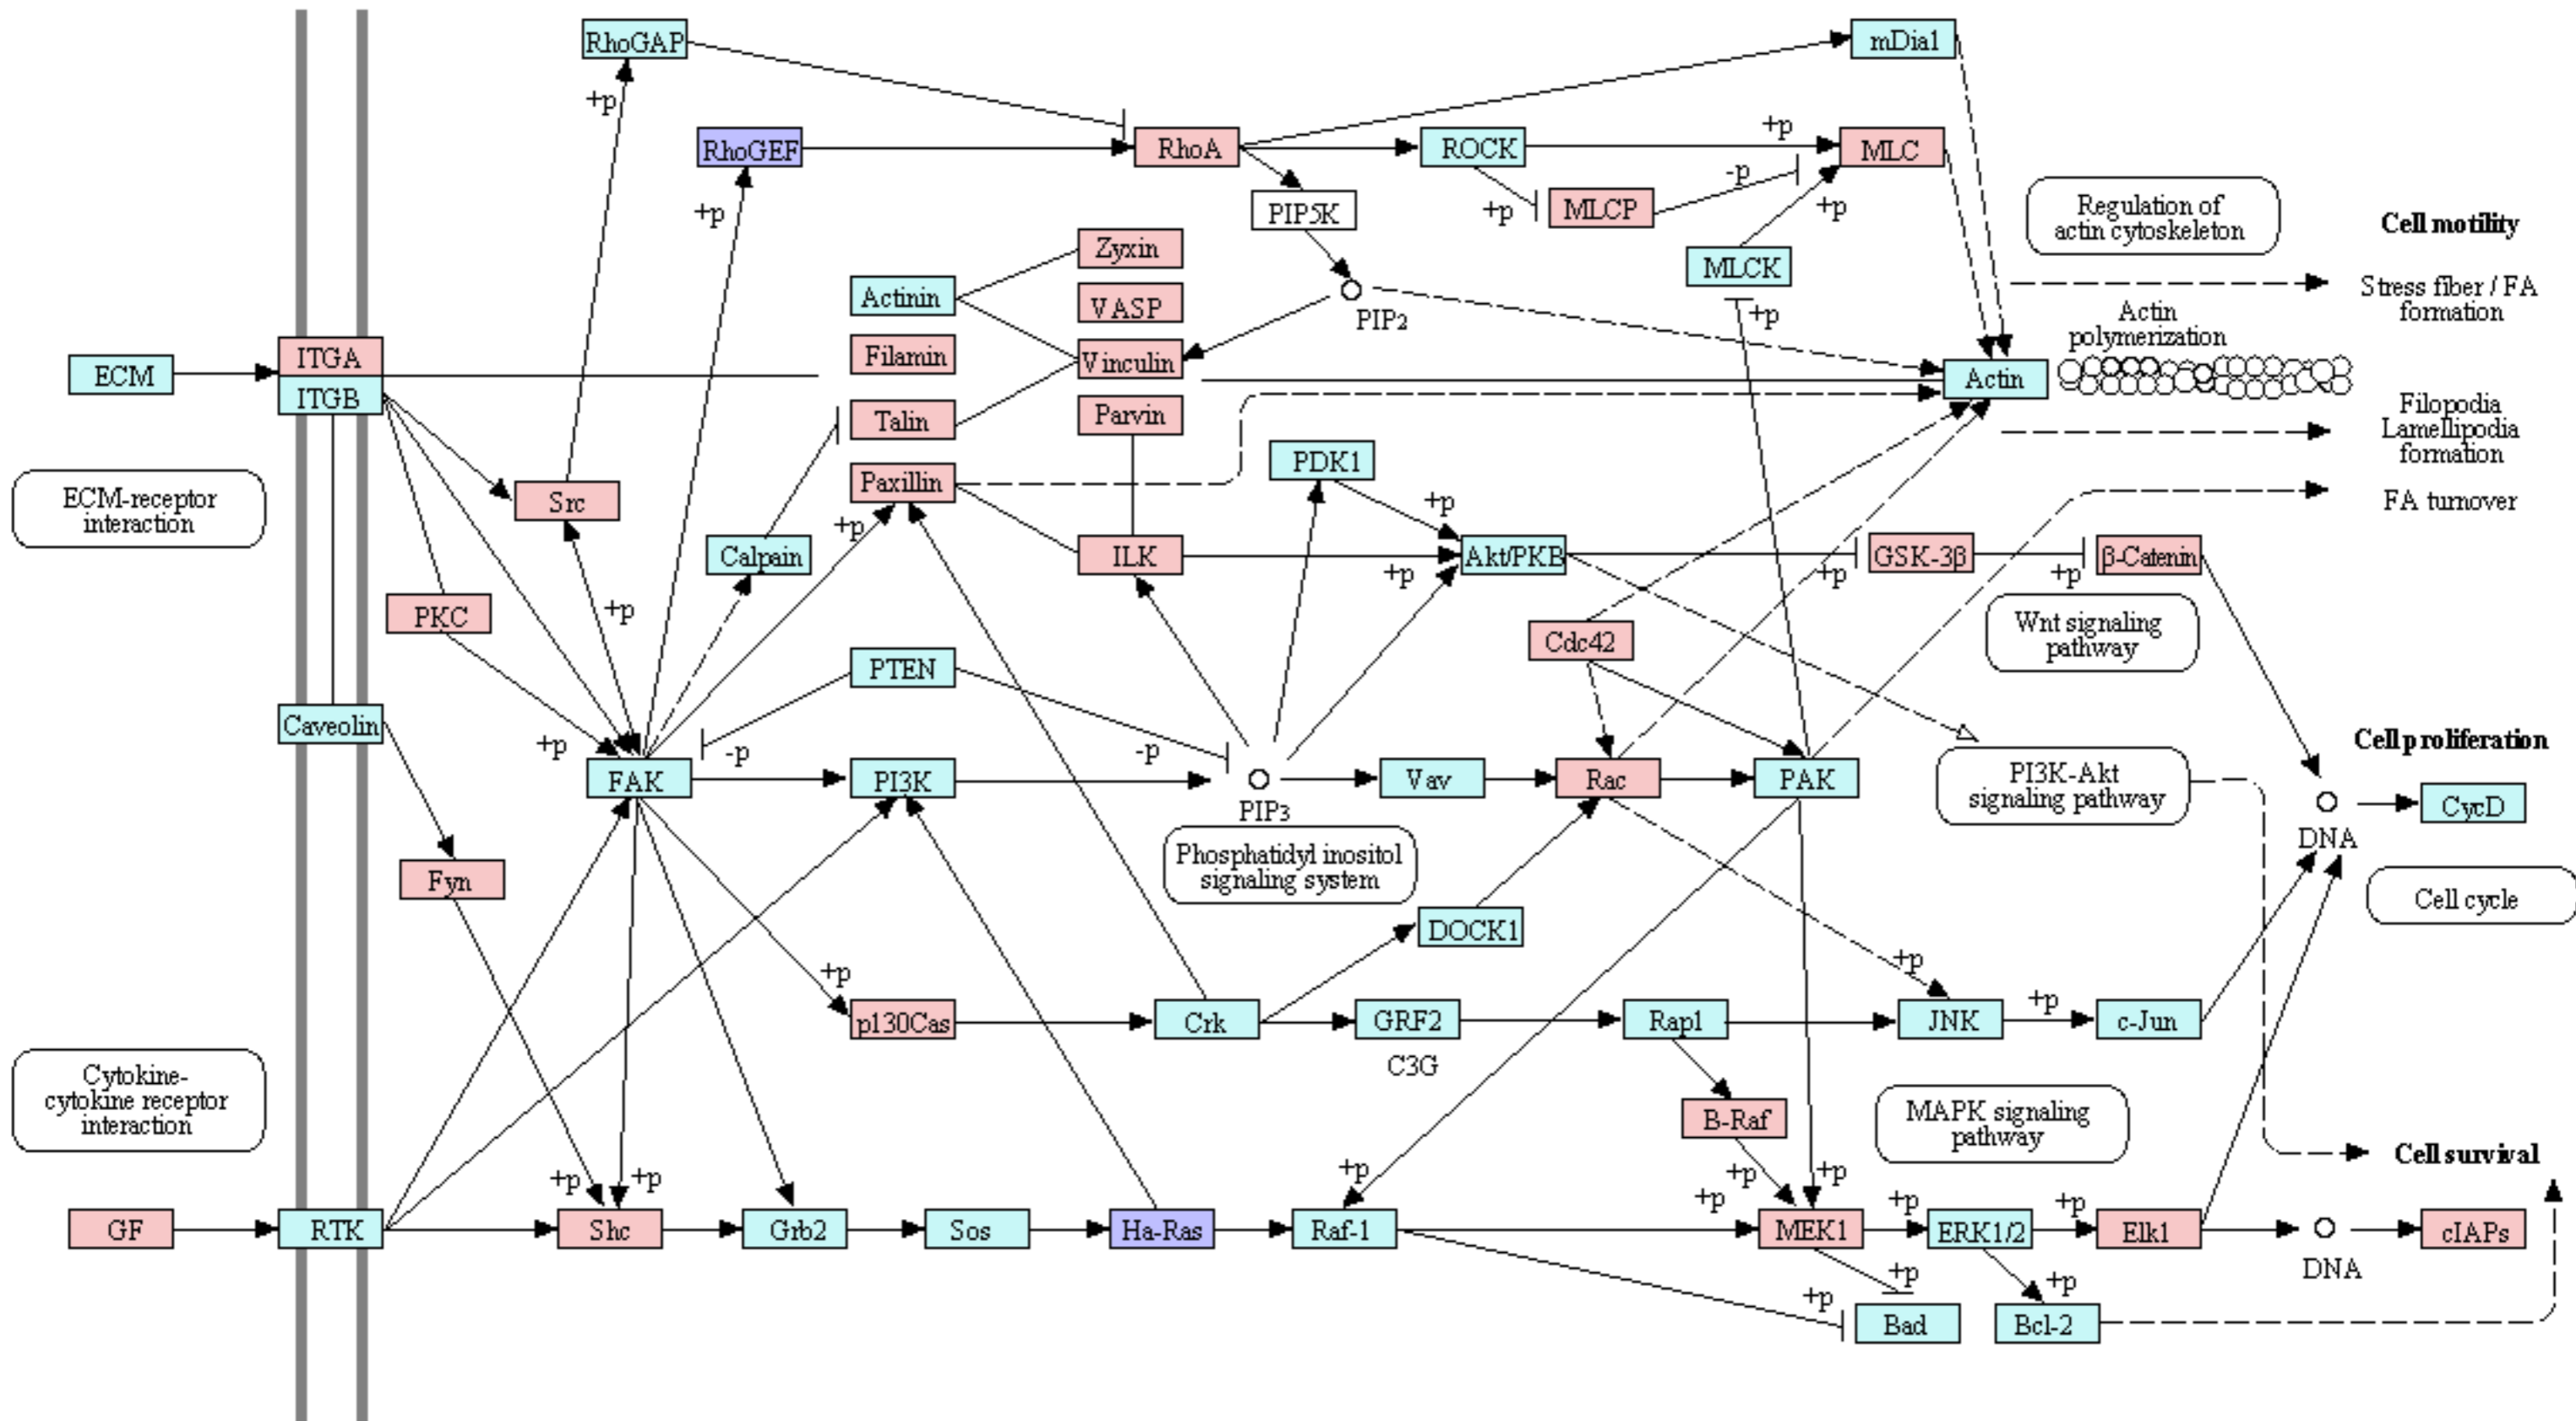 RhoGAP
mDia1
+p
RhoGEF
RhoA
ROCK
+p
MLC
-p
+p
PIP5K
+p
MLCP
+p
Regulation of
actin cytoskeleton
Cell motility
Zyxin
MLCK
Actinin
VASP
PIP2
+p
Stress fiber / FA
formation
Actin
polymerization
ECM
ITGA
ITGB
Filamin
Vinculin
Actin
Talin
Parvin
Filopodia
Lamellipodia
formation
PDK1
ECM-receptor
interaction
Src
Paxillin
+p
+p
FA turnover
Calpain
ILK
+p
Akt/PKB
+p
GSK-3β
+p
β-Catenin
PKC
+p
Cdc42
Wnt signaling
pathway
PTEN
Caveolin
+p
-p
-p
Cell proliferation
FAK
PI3K
PIP3
Vav
Rac
PAK
PI3K-Akt
signaling pathway
DNA
CycD
Phosphatidyl inositol
signaling system
Fyn
Cell cycle
DOCK1
+p
+p
p130Cas
Crk
GRF2
C3G
Rap1
JNK
+p
c-Jun
Cytokine-
cytokine receptor
interaction
B-Raf
MAPK signaling
pathway
+p
+p
+p
+p
+p
Cell survival
GF
RTK
Shc
Grb2
Sos
Ha-Ras
Raf-1
+p
MEK1
+p
ERK1/2
+p
Elk1
DNA
cIAPs
+p
+p
+p
Bad
Bcl-2